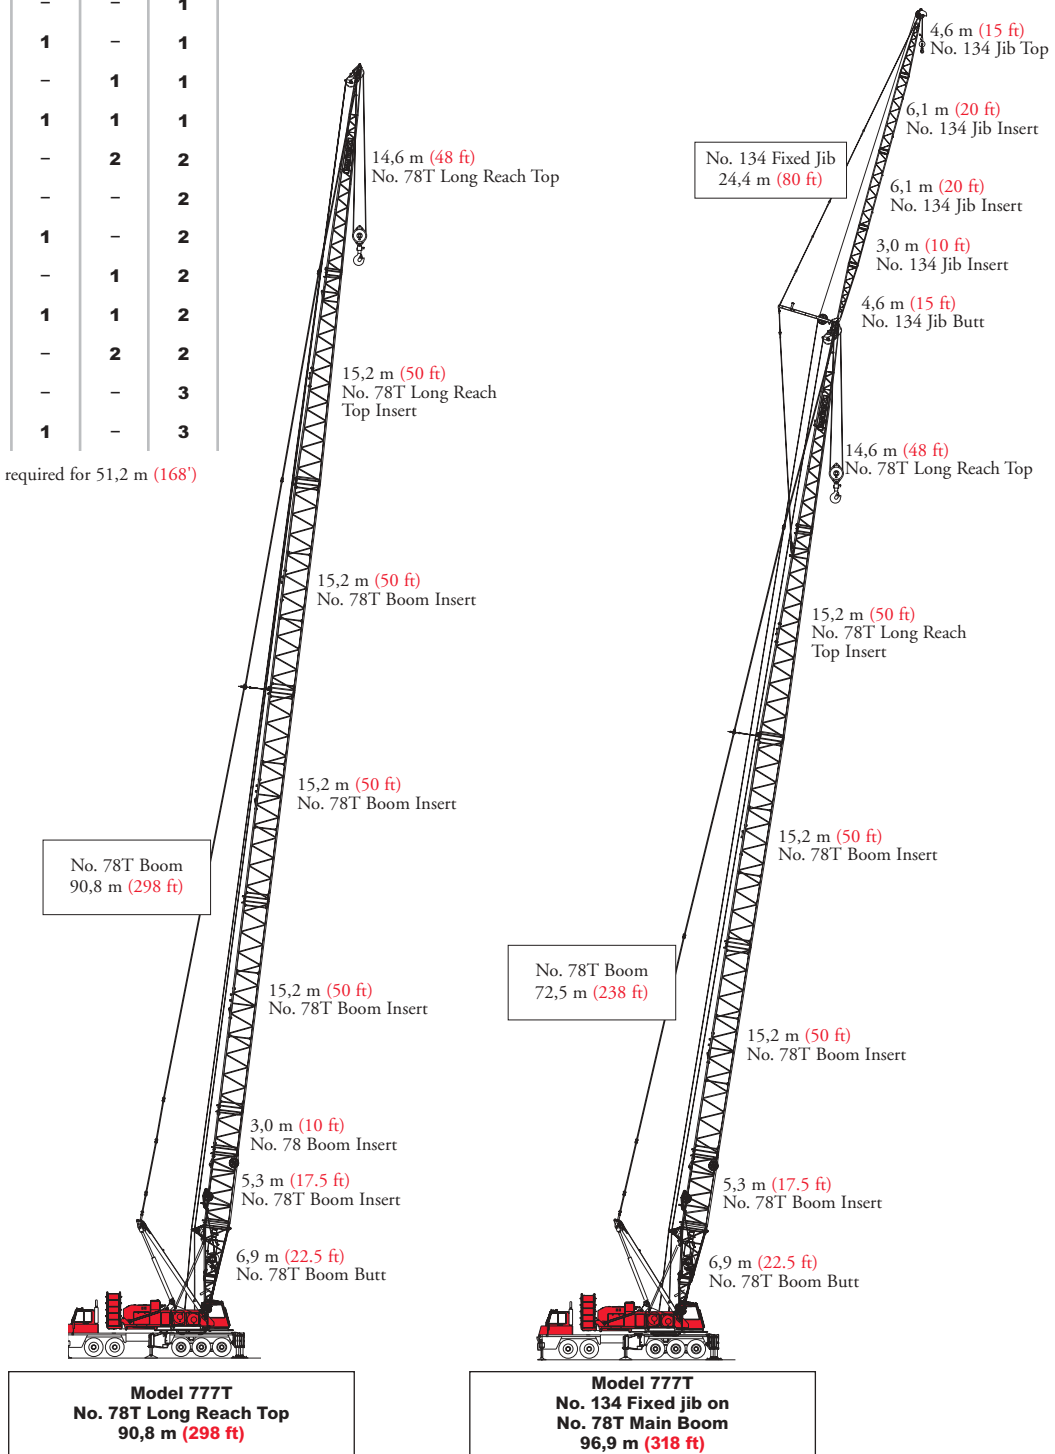 – – 1
1 – 1
– 1 1
1 1 1
– 2 2
– – 2
1 – 2
– 1 2
1 1 2
– 2 2
– – 3
1 – 3
required for 51,2 m (168')
14,6 m (48 ft)
No. 78T Long Reach Top
15,2 m (50 ft)
No. 78T Long Reach
Top Insert
15,2 m (50 ft)
No. 78T Boom Insert
15,2 m (50 ft)
No. 78T Boom Insert
No. 78T Boom
90,8 m (298 ft)
15,2 m (50 ft)
No. 78T Boom Insert
3,0 m (10 ft)
No. 78 Boom Insert
5,3 m (17.5 ft)
No. 78T Boom Insert
6,9 m (22.5 ft)
No. 78T Boom Butt
Model 777T
No. 78T Long Reach Top
90,8 m (298 ft)
4,6 m (15 ft)
No. 134 Jib Top
6,1 m (20 ft)
No. 134 Jib Insert
No. 134 Fixed Jib
24,4 m (80 ft)
6,1 m (20 ft)
No. 134 Jib Insert
3,0 m (10 ft)
No. 134 Jib Insert
4,6 m (15 ft)
No. 134 Jib Butt
14,6 m (48 ft)
No. 78T Long Reach Top
15,2 m (50 ft)
No. 78T Long Reach
Top Insert
15,2 m (50 ft)
No. 78T Boom Insert
No. 78T Boom
72,5 m (238 ft)
15,2 m (50 ft)
No. 78T Boom Insert
5,3 m (17.5 ft)
No. 78T Boom Insert
6,9 m (22.5 ft)
No. 78T Boom Butt
Model 777T
No. 134 Fixed jib on
No. 78T Main Boom
96,9 m (318 ft)